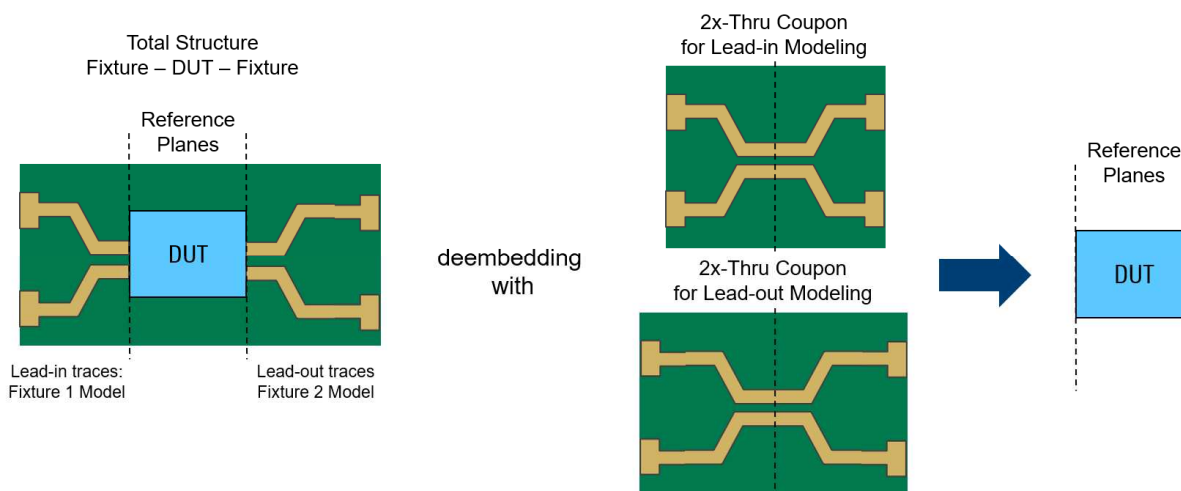 Total Structure
Fixture – DUT – Fixture
Reference
Planes
DUT
Lead-in traces:
Fixture 1 Model
Lead-out traces
Fixture 2 Model
deembedding
with
2x-Thru Coupon
for Lead-in Modeling
2x-Thru Coupon
for Lead-out Modeling
Reference
Planes
DUT